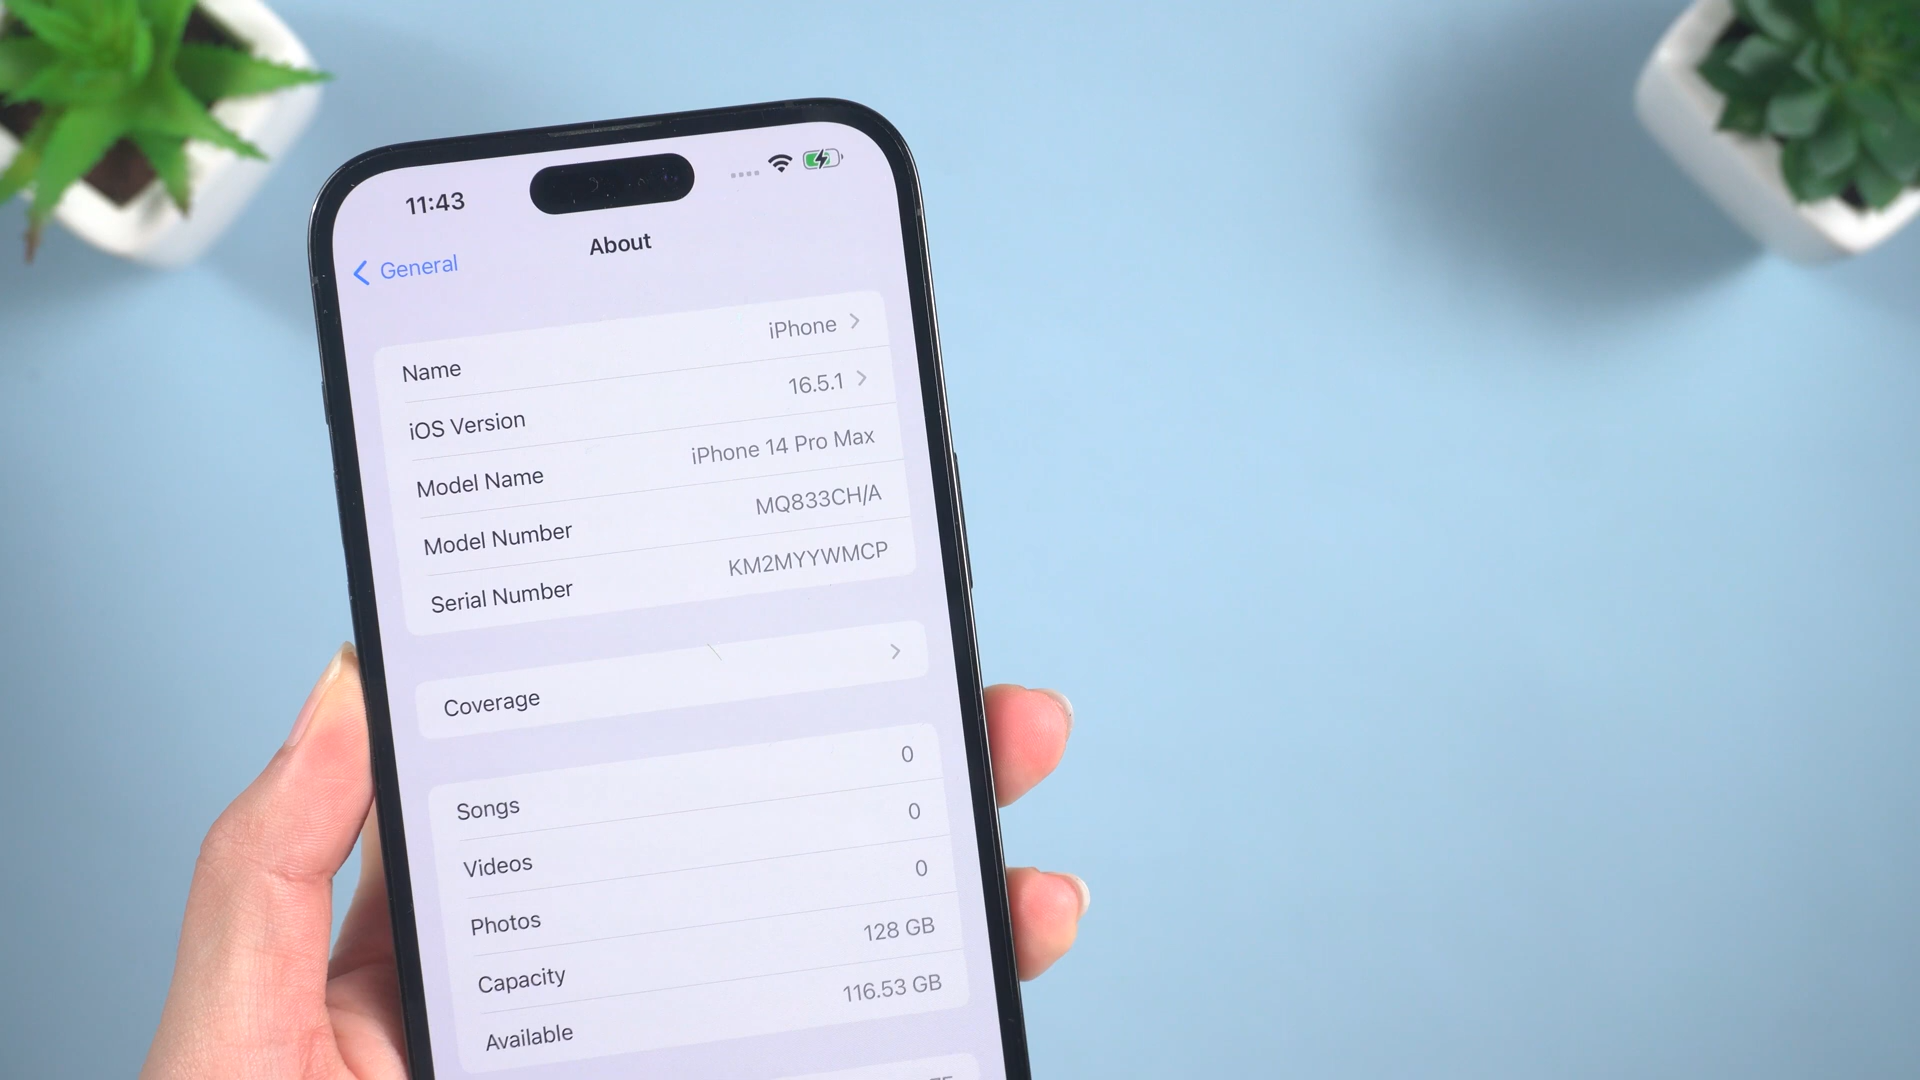 11:43
General
About
Name iPhone
iOS Version 16.5.1
Model Name iPhone 14 Pro Max
Model Number MQ833CH/A
Serial Number KM2MYYWMCP
Coverage
Songs 0
Videos 0
Photos 0
Capacity 128 GB
Available 116.53 GB